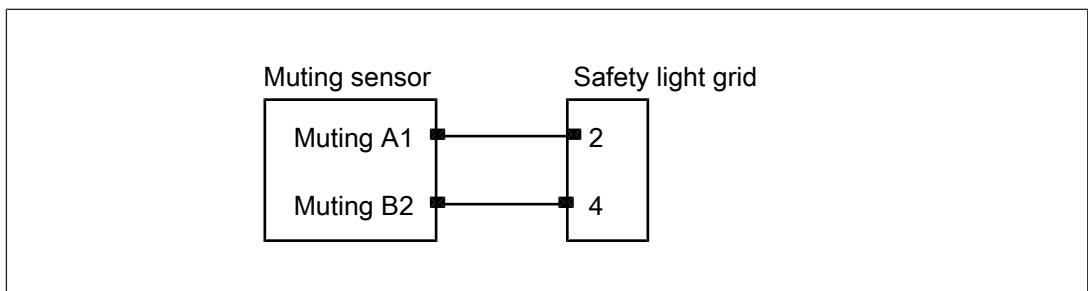 Muting sensor
Safety light grid
Muting A1
2
Muting B2
4